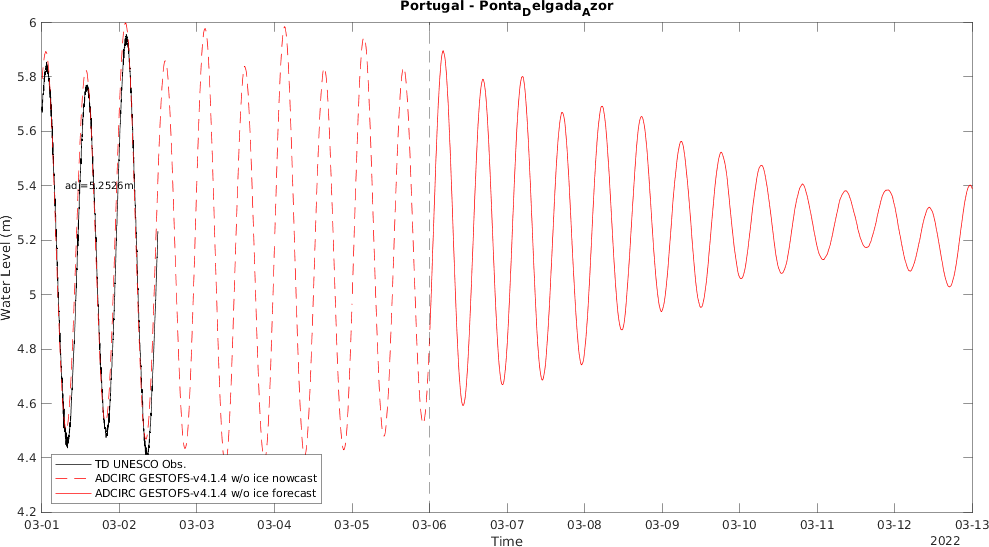 Portugal - Ponta_Delgada_Azor
Water Level (m)
6
5.8
5.6
5.4
5.2
5
4.8
4.6
4.4
4.2
adj=5.2526m
TD UNESCO Obs.
ADCIRC GESTOFS-v4.1.4 w/o ice nowcast
ADCIRC GESTOFS-v4.1.4 w/o ice forecast
03-01 03-02 03-03 03-04 03-05 03-06 03-07 03-08 03-09 03-10 03-11 03-12 03-13
Time
2022